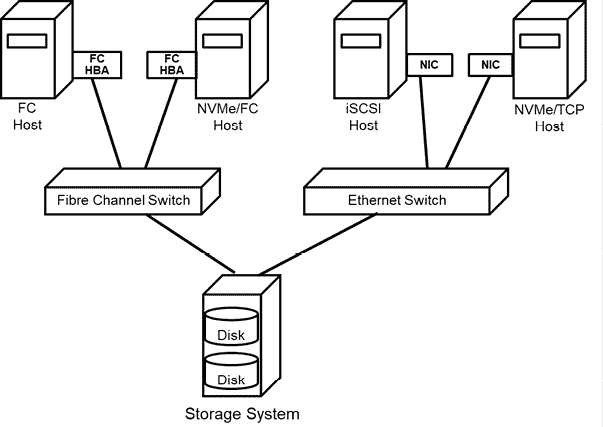 FC
HBA
FC
HBA
NIC
NIC
FC
Host
NVMe/FC
Host
iSCSI
Host
NVMe/TCP
Host
Fibre Channel Switch
Ethernet Switch
Disk
Disk
Storage System